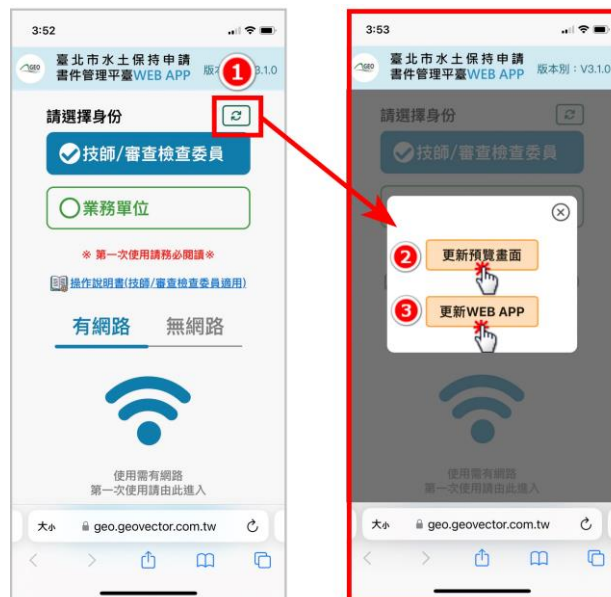 3:52
臺北市水土保持申請
書件管理平臺WEB APP
3.1.0
1
請選擇身份
技師/審查檢查委員
業務單位
※ 第一次使用請務必閱讀※
操作說明書(技師/審查檢查委員適用)
有網路 無網路
使用需有網路
第一次使用請由此進入
大小 geo.geovector.com.tw
3:53
臺北市水土保持申請
書件管理平臺WEB APP
版本別：V3.1.0
請選擇身份
技師/審查檢查委員
2 更新預覽畫面
3 更新WEB APP
使用需有網路
第一次使用請由此進入
大小 geo.geovector.com.tw